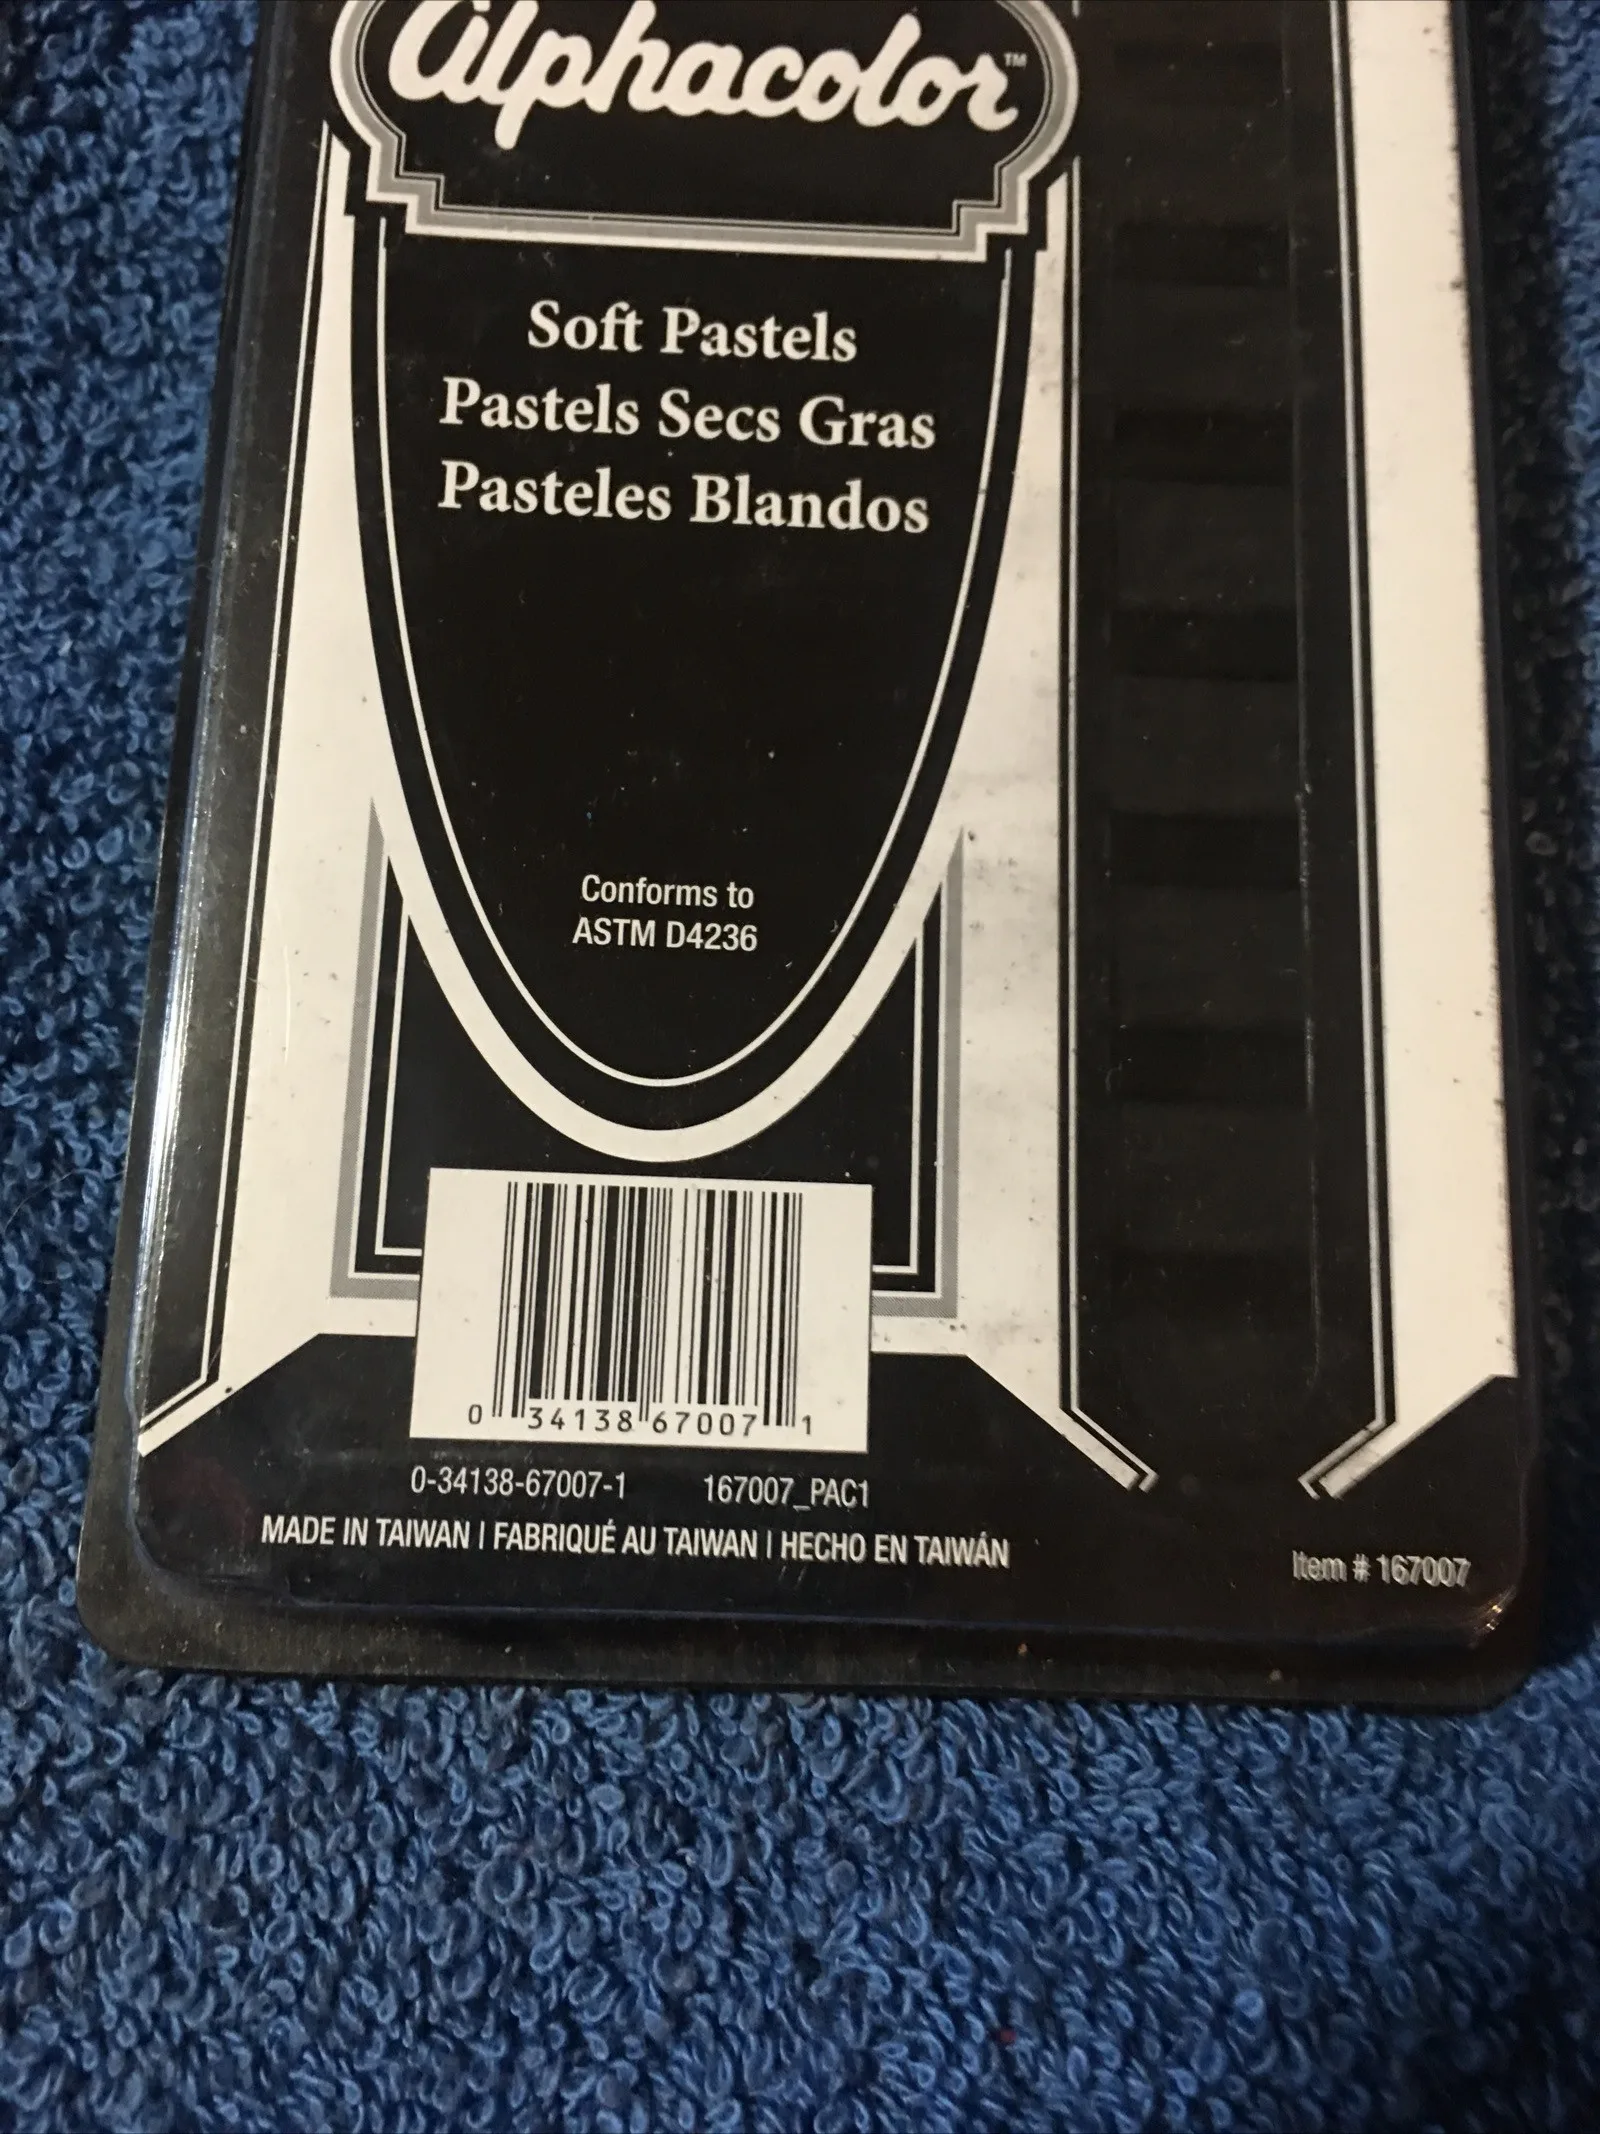 alphacolor™
Soft Pastels
Pastels Secs Gras
Pasteles Blandos
Conforms to
ASTM D4236
0 34138 67007 1
0-34138-67007-1 167007_PAC1
MADE IN TAIWAN | FABRIQUÉ AU TAIWAN | HECHO EN TAIWÁN
Item # 167007